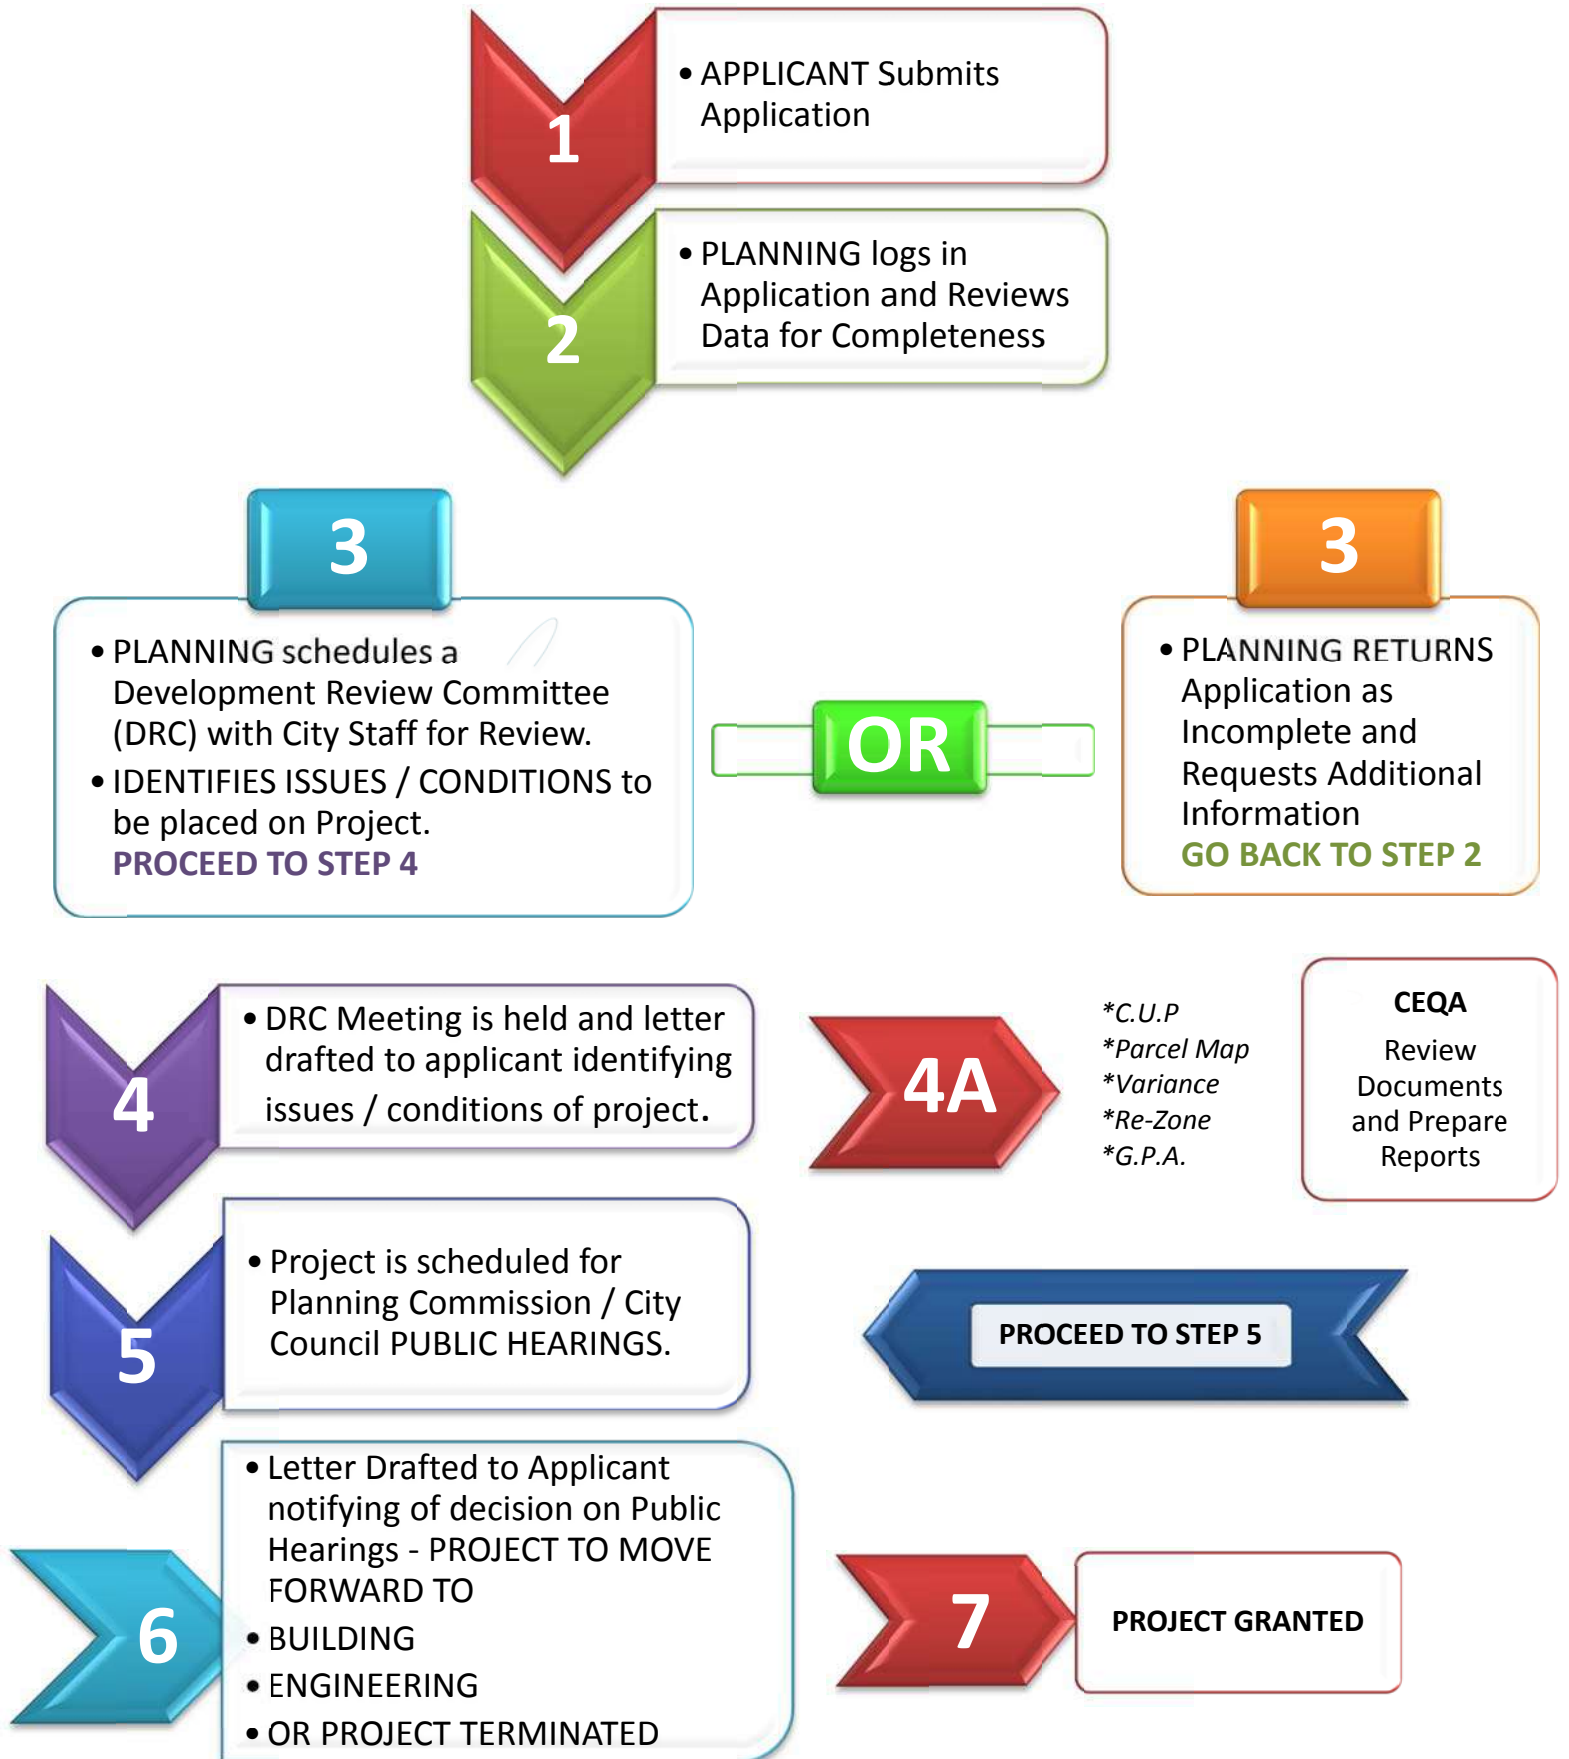 1
• APPLICANT Submits
Application
2
• PLANNING logs in
Application and Reviews
Data for Completeness
3
• PLANNING schedules a
Development Review Committee
(DRC) with City Staff for Review.
• IDENTIFIES ISSUES / CONDITIONS to
be placed on Project.
PROCEED TO STEP 4
OR
3
• PLANNING RETURNS
Application as
Incomplete and
Requests Additional
Information
GO BACK TO STEP 2
4
• DRC Meeting is held and letter
drafted to applicant identifying
issues / conditions of project.
4A
*C.U.P
*Parcel Map
*Variance
*Re-Zone
*G.P.A.
CEQA
Review
Documents
and Prepare
Reports
5
• Project is scheduled for
Planning Commission / City
Council PUBLIC HEARINGS.
PROCEED TO STEP 5
6
• Letter Drafted to Applicant
notifying of decision on Public
Hearings - PROJECT TO MOVE
FORWARD TO
• BUILDING
• ENGINEERING
• OR PROJECT TERMINATED
7
PROJECT GRANTED